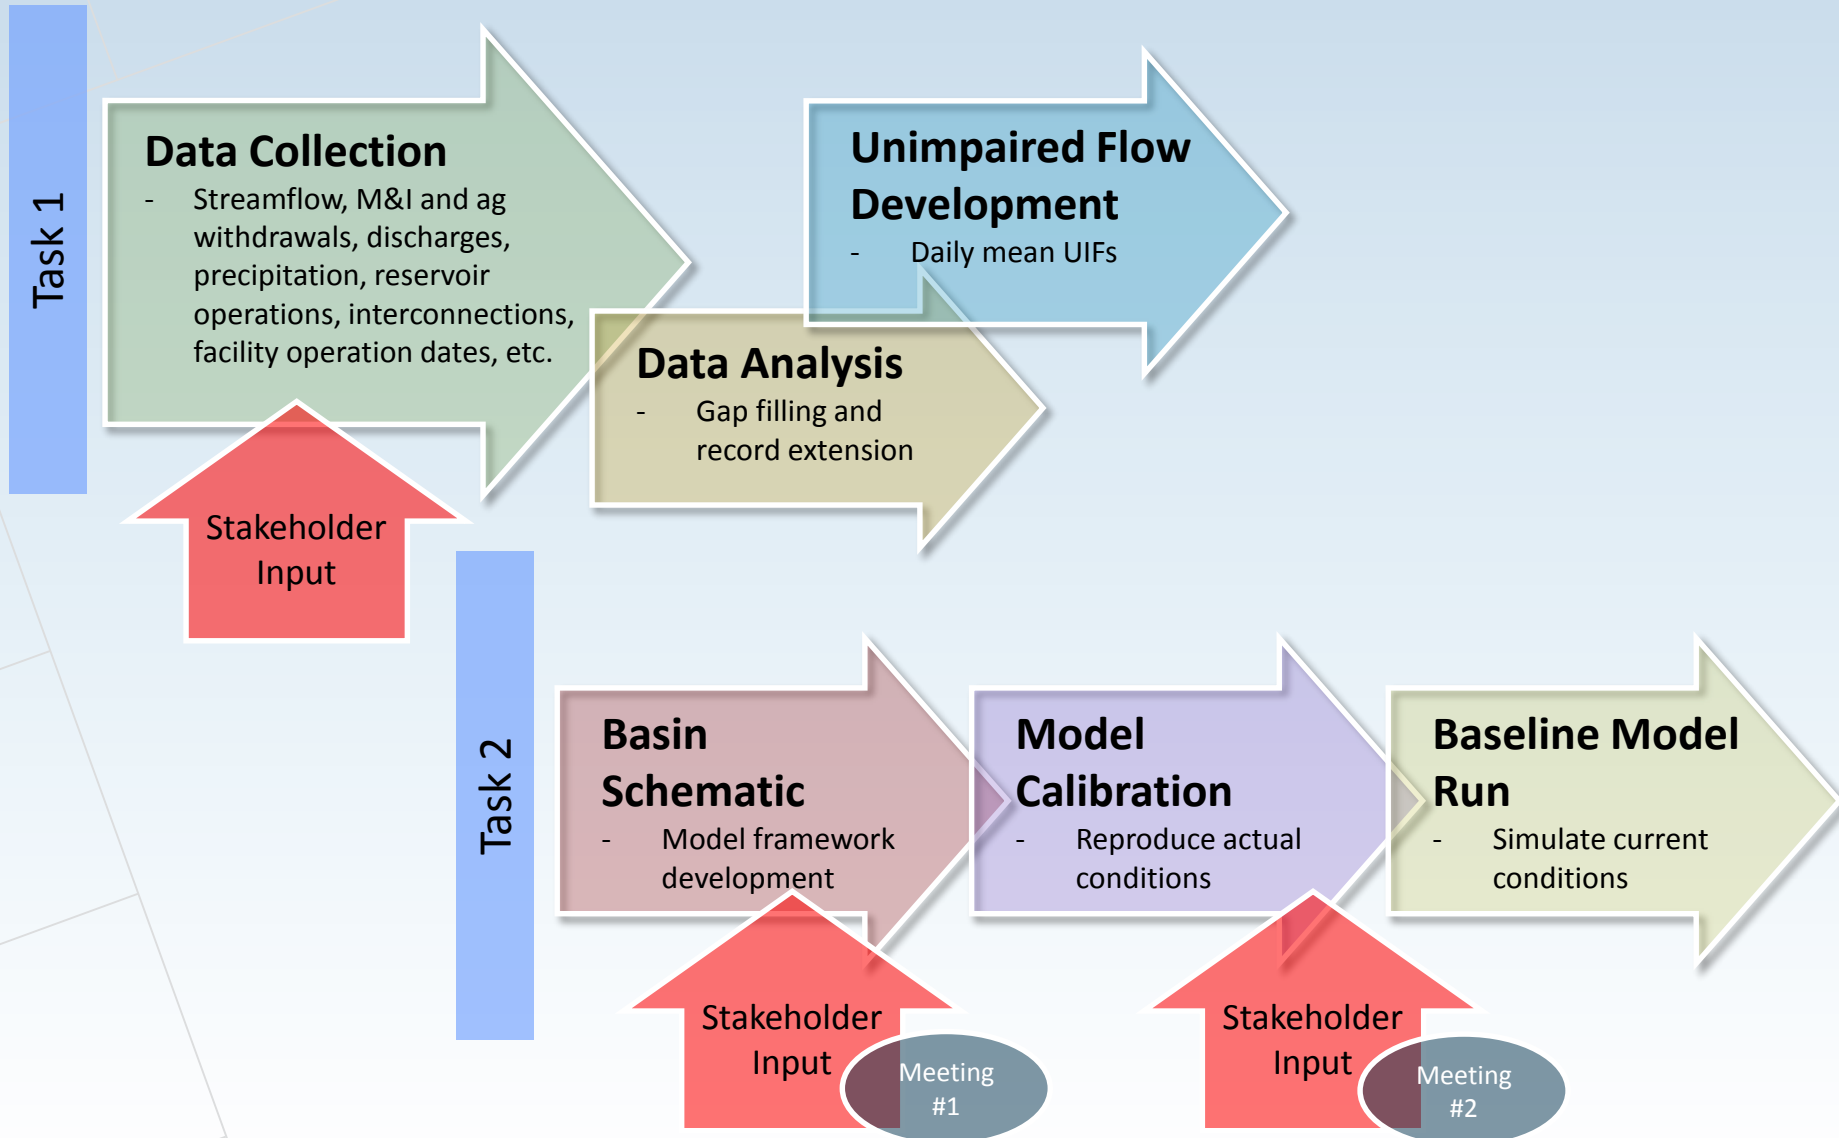 Task 1
Data Collection
- Streamflow, M&I and ag
withdrawals, discharges,
precipitation, reservoir
operations, interconnections,
facility operation dates, etc.
Unimpaired Flow
Development
- Daily mean UIFs
Data Analysis
- Gap filling and
record extension
Stakeholder
Input
Task 2
Basin
Schematic
- Model framework
development
Model
Calibration
- Reproduce actual
conditions
Baseline Model
Run
- Simulate current
conditions
Stakeholder
Input
Meeting
#1
Stakeholder
Input
Meeting
#2